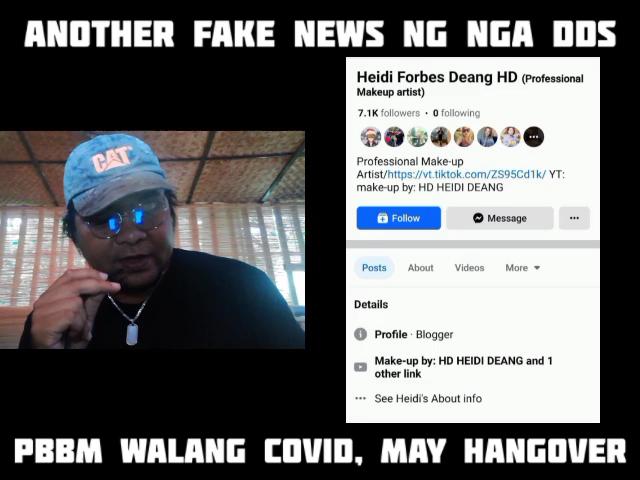 ANOTHER FAKE NEWS NG NGA DDS
Heidi Forbes Deang HD (Professional
Makeup artist)
7.1K followers • 0 following
Professional Make-up
Artist/https://vt.tiktok.com/ZS95Cd1k/ YT:
make-up by: HD HEIDI DEANG
Follow
Message
Posts
About
Videos
More
Details
Profile · Blogger
Make-up by: HD HEIDI DEANG and 1
other link
See Heidi's About info
CAT
PBBM WALANG COVID, MAY HANGOVER